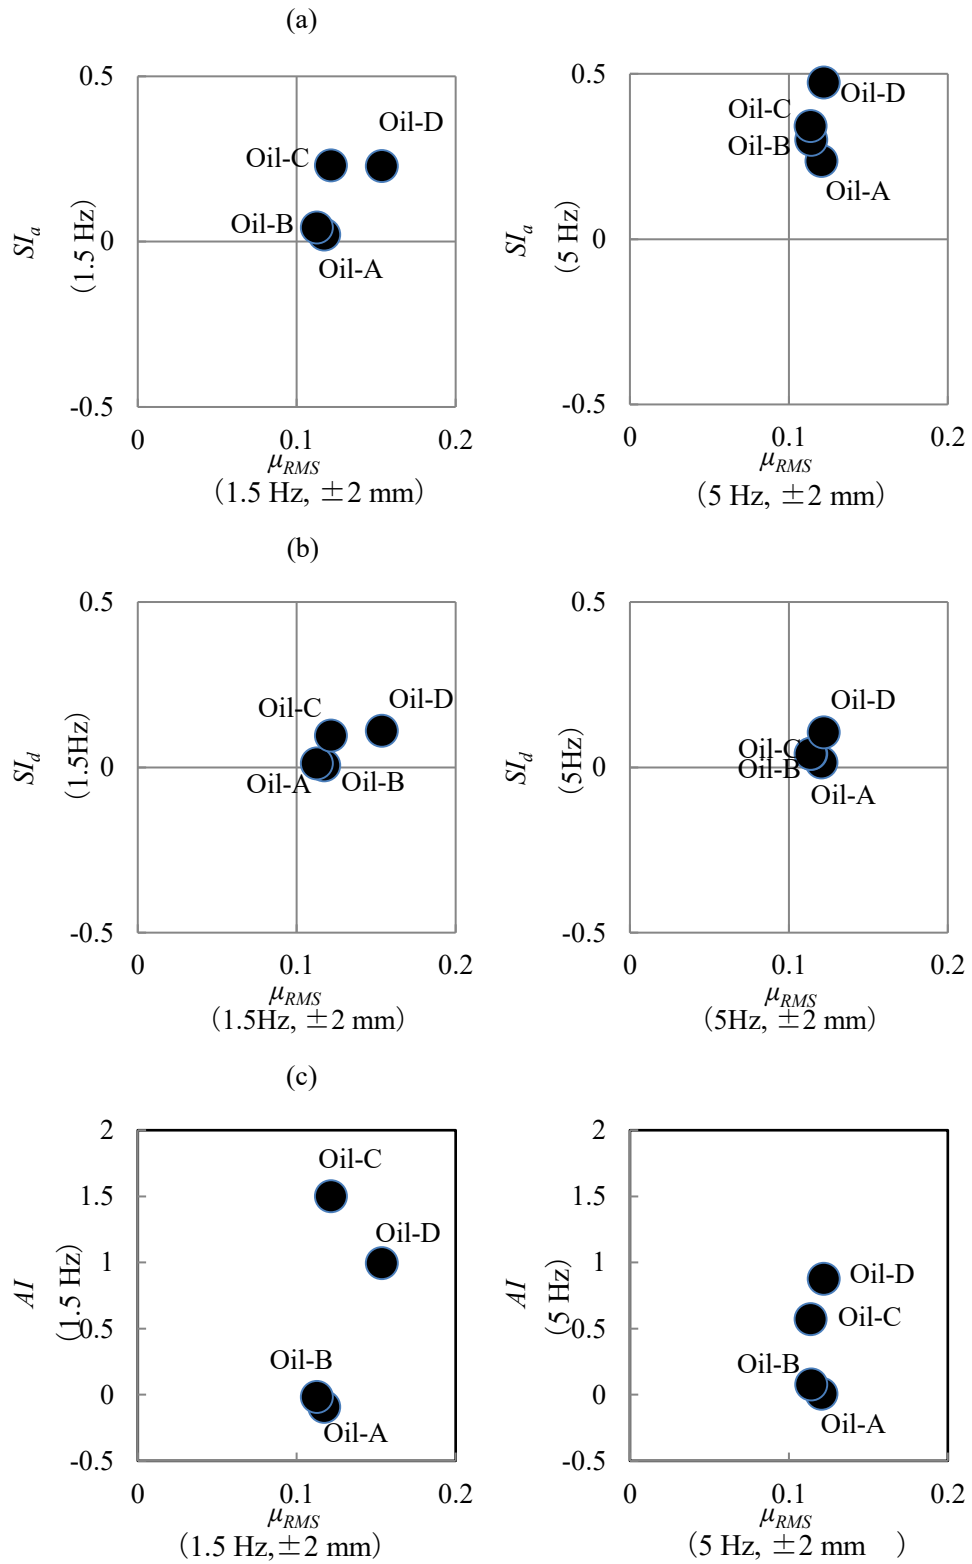 (a)
0.5
Oil-D
Oil-C
Oil-B
0
Oil-A
-0.5
0
0.1
0.2
SIa
(1.5 Hz)
μRMS
(1.5 Hz, ±2 mm)
0.5
Oil-D
Oil-C
Oil-B
Oil-A
0
-0.5
0
0.1
0.2
SIa
(5 Hz)
μRMS
(5 Hz, ±2 mm)
(b)
0.5
Oil-D
Oil-C
0
Oil-A
Oil-B
-0.5
0
0.1
0.2
SId
(1.5Hz)
μRMS
(1.5Hz, ±2 mm)
0.5
Oil-D
Oil-C
Oil-B
0
Oil-A
-0.5
0
0.1
0.2
SId
(5Hz)
μRMS
(5Hz, ±2 mm)
(c)
2
Oil-C
1.5
Oil-D
1
0.5
Oil-B
0
Oil-A
-0.5
0
0.1
0.2
AI
(1.5 Hz)
μRMS
(1.5 Hz,±2 mm)
2
1.5
1
Oil-D
Oil-C
0.5
Oil-B
0
Oil-A
-0.5
0
0.1
0.2
AI
(5 Hz)
μRMS
(5 Hz, ±2 mm )